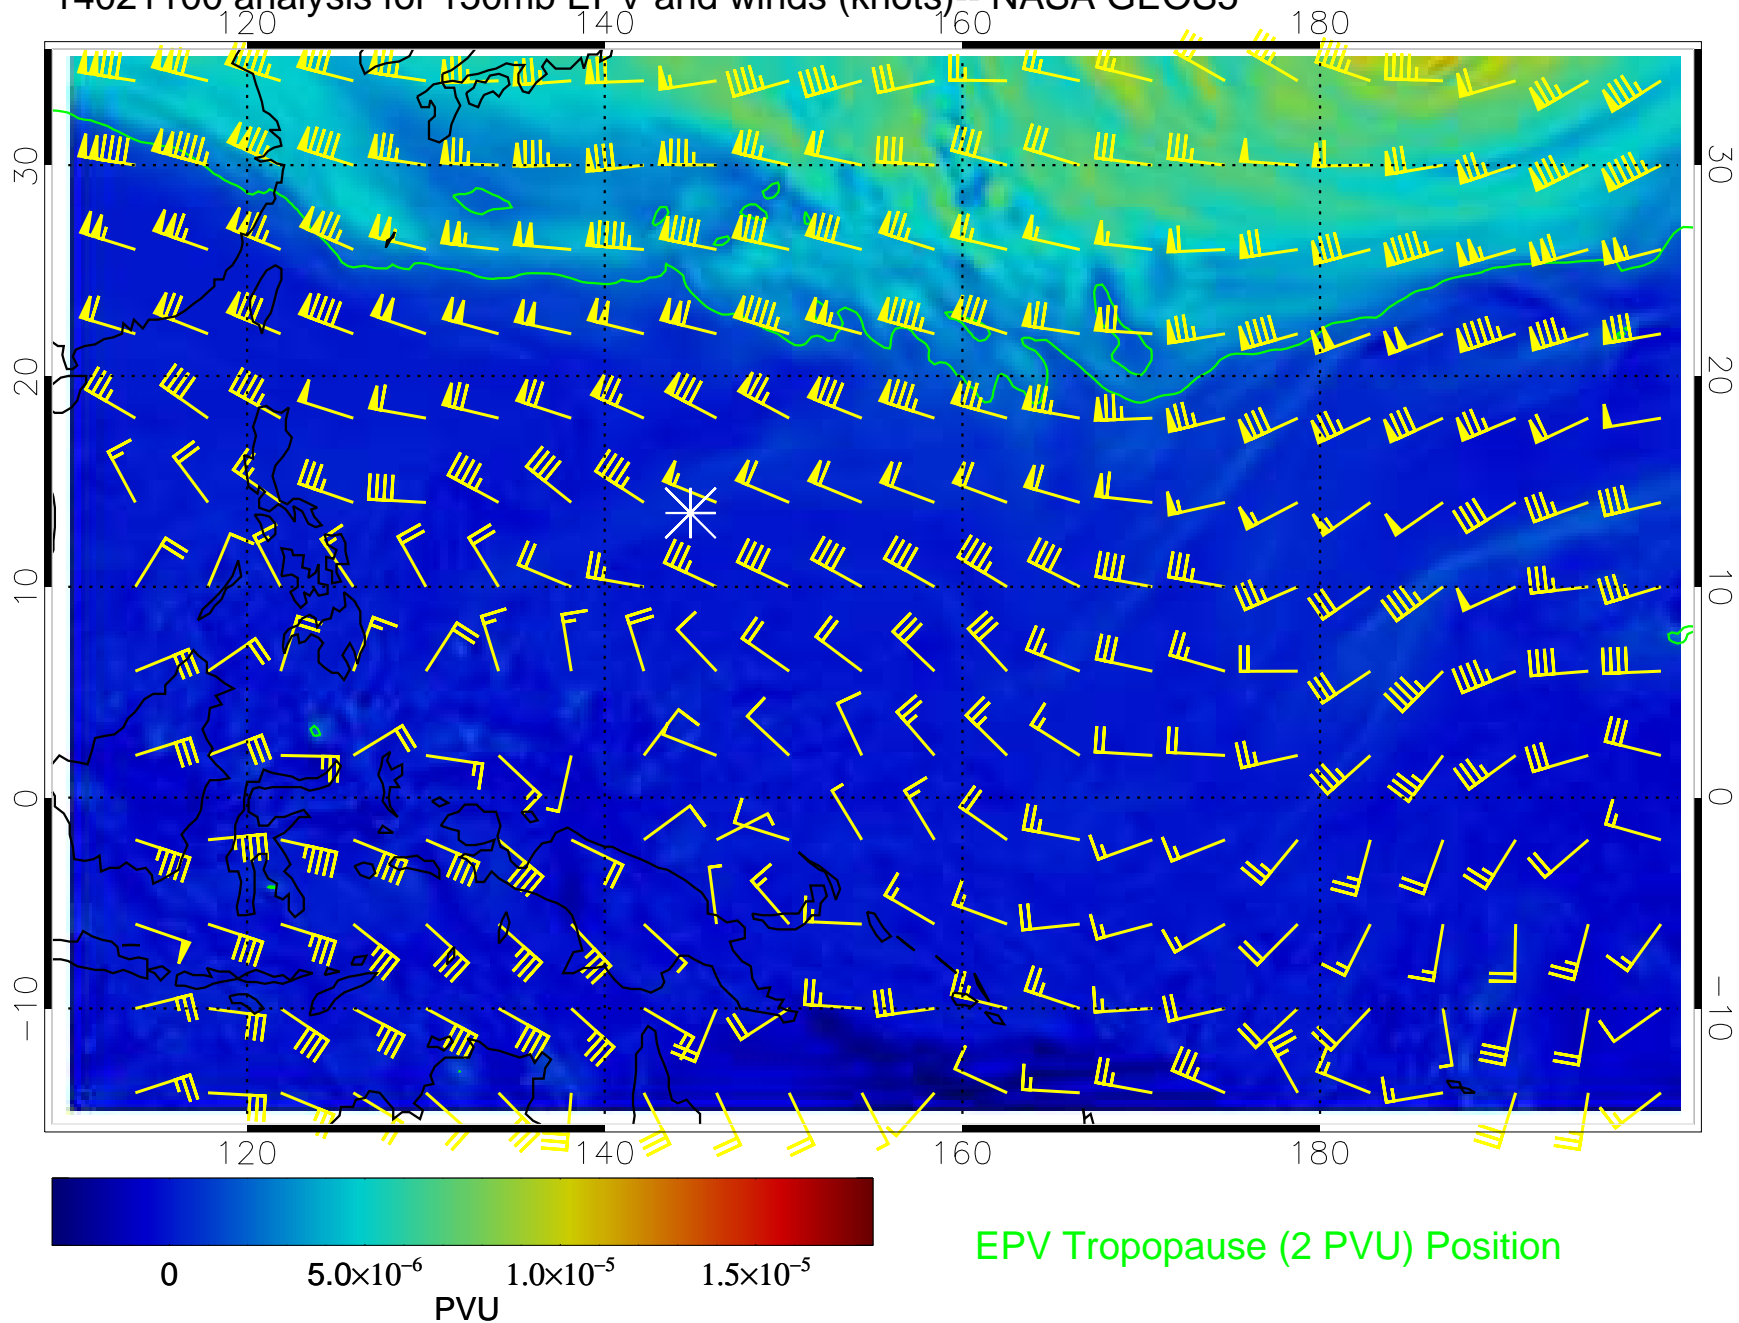 14021100 analysis for 150mb EPV and winds (knots)-- NASA GEOS5
120 140 160 180
30 30
20 20
10 10
0 0
−10 −10
120 140 160 180
0 5.0×10⁻⁶ 1.0×10⁻⁵ 1.5×10⁻⁵
PVU
EPV Tropopause (2 PVU) Position